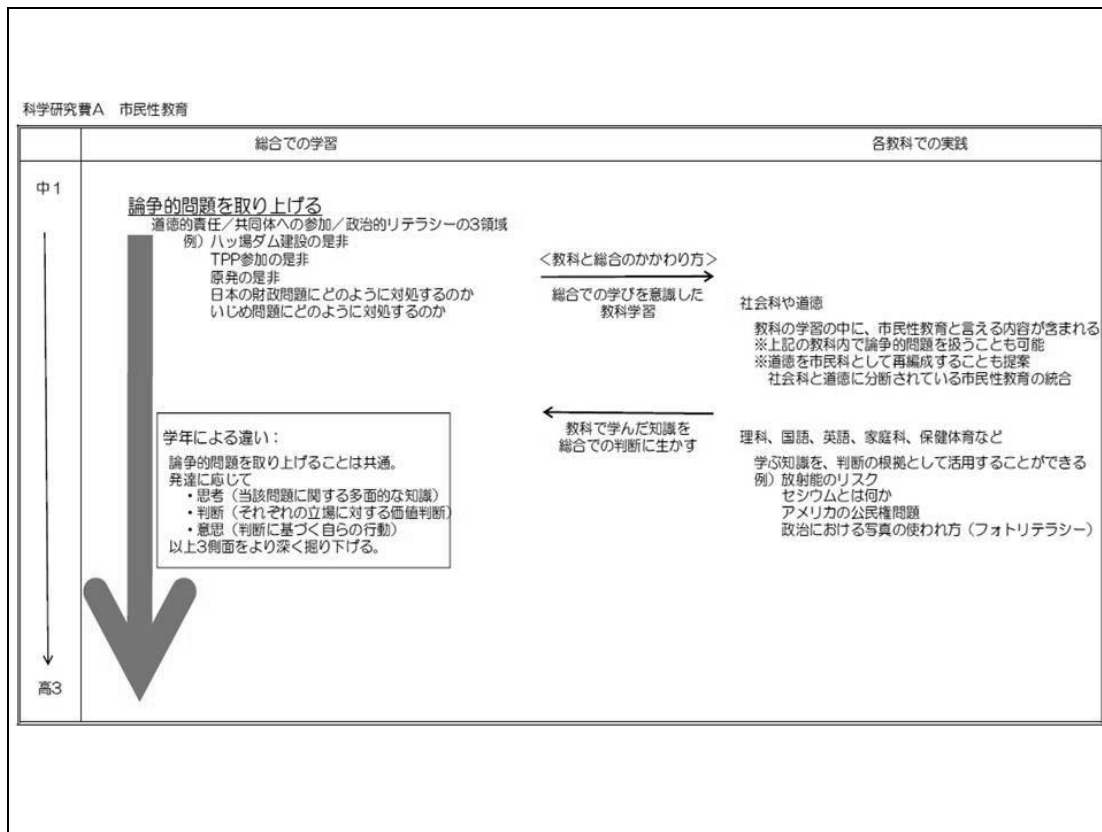 科学研究費A 市民性教育
総合での学習
各教科での実践
中1
論争的問題を取り上げる
道徳的責任/共同体への参加/政治的リテラシーの3領域
例)八ッ場ダム建設の是非
TPP参加の是非
原発の是非
日本の財政問題にどのように対処するのか
いじめ問題にどのように対処するのか
<教科と総合のかかわり方>
総合での学びを意識した
教科学習
社会科や道徳
教科の学習の中に、市民性教育と言える内容が含まれる
※上記の教科内で論争的問題を扱うことも可能
※道徳を市民科として再編成することも提案
社会科と道徳に分断されている市民性教育の統合
教科で学んだ知識を
総合での判断に生かす
学年による違い:
論争的問題を取り上げることは共通。
発達に応じて
・思考(当該問題に関する多面的な知識)
・判断(それぞれの立場に対する価値判断)
・意思(判断に基づく自らの行動)
以上3側面をより深く掘り下げる。
理科、国語、英語、家庭科、保健体育など
学ぶ知識を、判断の根拠として活用することができる
例)放射能のリスク
セシウムとは何か
アメリカの公民権問題
政治における写真の使われ方(フォトリテラシー)
高3